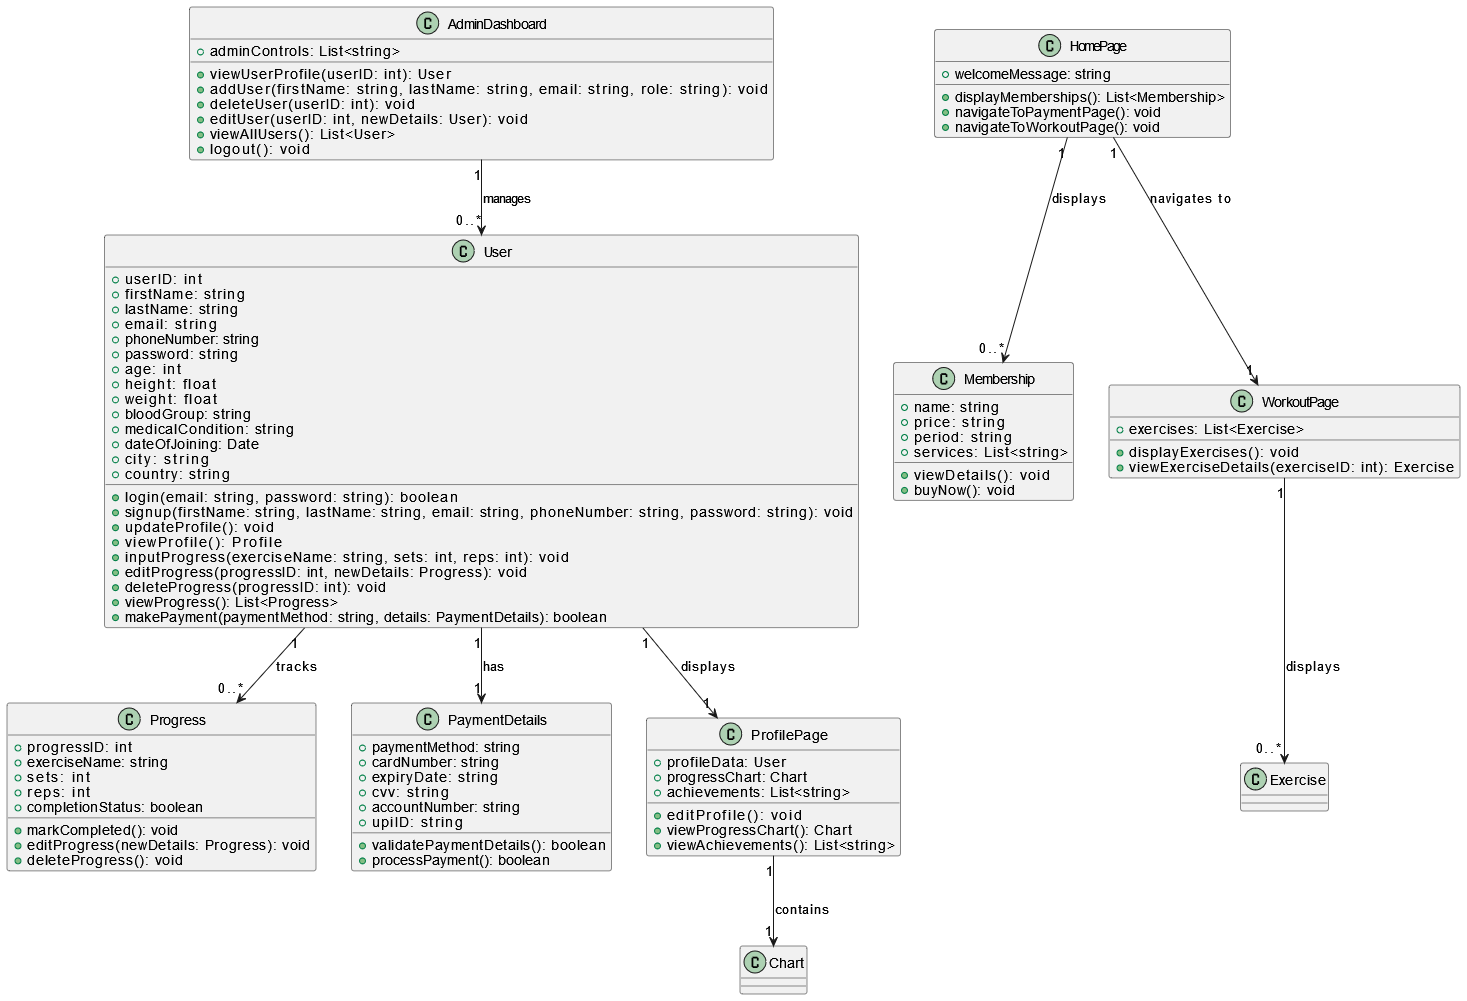 C AdminDashboard
adminControls: List<string>
viewUserProfile(userID: int): User
addUser(firstName: string, lastName: string, email: string, role: string): void
deleteUser(userID: int): void
editUser(userID: int, newDetails: User): void
viewAllUsers(): List<User>
logout(): void
C HomePage
welcomeMessage: string
displayMemberships(): List<Membership>
navigateToPaymentPage(): void
navigateToWorkoutPage(): void
1
manages
0..*
1
displays
0..*
1
navigates to
1
C User
userID: int
firstName: string
lastName: string
email: string
phoneNumber: string
password: string
age: int
height: float
weight: float
bloodGroup: string
medicalCondition: string
dateOfJoining: Date
city: string
country: string
login(email: string, password: string): boolean
signup(firstName: string, lastName: string, email: string, phoneNumber: string, password: string): void
updateProfile(): void
viewProfile(): Profile
inputProgress(exerciseName: string, sets: int, reps: int): void
editProgress(progressID: int, newDetails: Progress): void
deleteProgress(progressID: int): void
viewProgress(): List<Progress>
makePayment(paymentMethod: string, details: PaymentDetails): boolean
C Membership
name: string
price: string
period: string
services: List<string>
viewDetails(): void
buyNow(): void
C WorkoutPage
exercises: List<Exercise>
displayExercises(): void
viewExerciseDetails(exerciseID: int): Exercise
1
tracks
0..*
1
has
1
1
displays
1
1
displays
0..*
C Progress
progressID: int
exerciseName: string
sets: int
reps: int
completionStatus: boolean
markCompleted(): void
editProgress(newDetails: Progress): void
deleteProgress(): void
C PaymentDetails
paymentMethod: string
cardNumber: string
expiryDate: string
cvv: string
accountNumber: string
upiID: string
validatePaymentDetails(): boolean
processPayment(): boolean
C ProfilePage
profileData: User
progressChart: Chart
achievements: List<string>
editProfile(): void
viewProgressChart(): Chart
viewAchievements(): List<string>
C Exercise
1
contains
1
C Chart